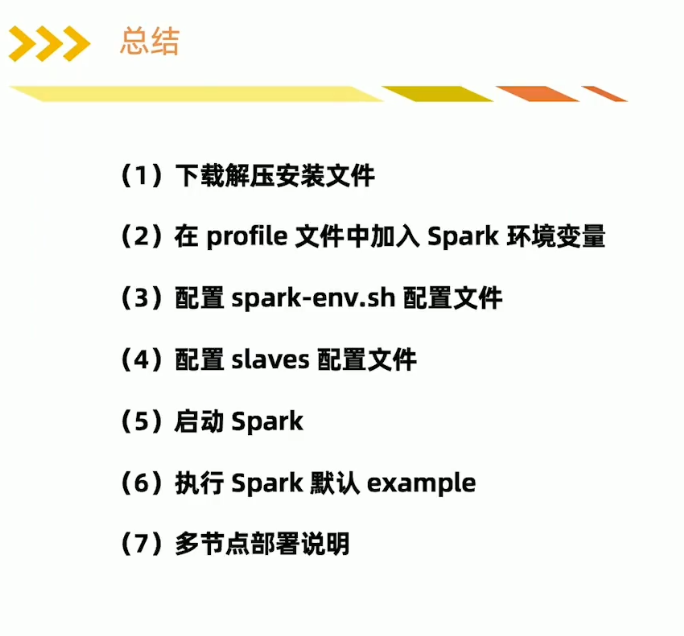 总结
（1）下载解压安装文件
（2）在 profile 文件中加入 Spark 环境变量
（3）配置 spark-env.sh 配置文件
（4）配置 slaves 配置文件
（5）启动 Spark
（6）执行 Spark 默认 example
（7）多节点部署说明